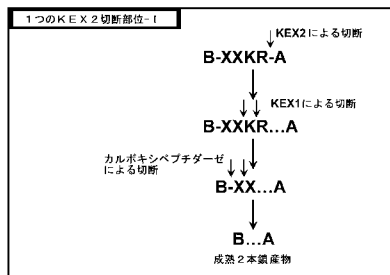 1つのKEX2切断部位-I
KEX2による切断
B-XXKR-A
KEX1による切断
B-XXKR...A
カルボキシペプチダーゼ
による切断
B-XX...A
B...A
成熟2本鎖産物